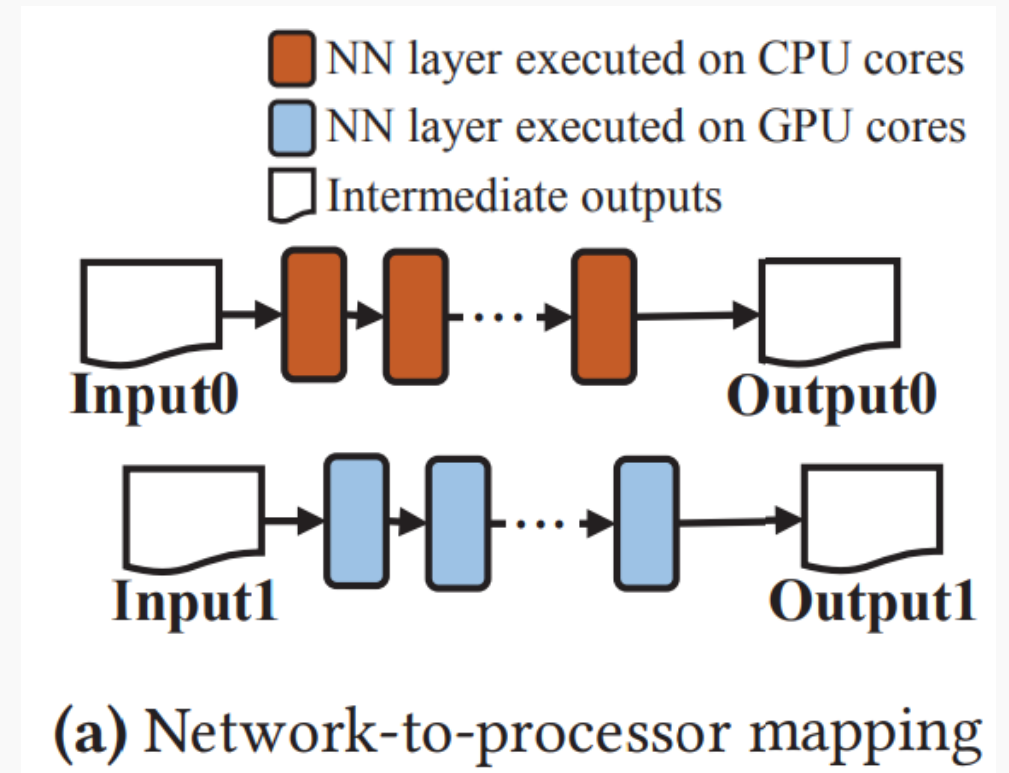 NN layer executed on CPU cores
NN layer executed on GPU cores
Intermediate outputs
...
Input0
Output0
...
Input1
Output1
(a) Network-to-processor mapping